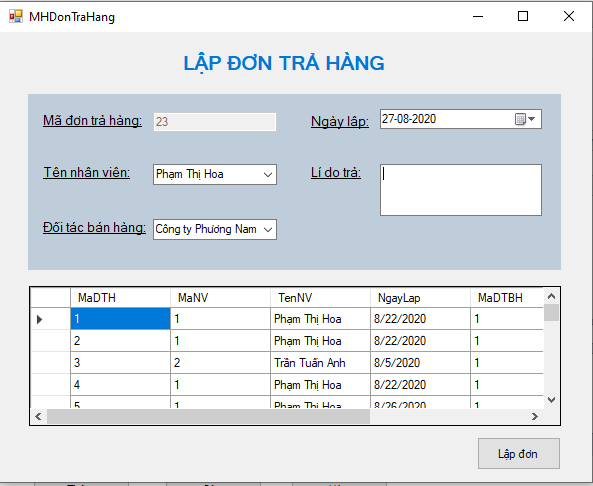 MHDonTraHang
LẬP ĐƠN TRẢ HÀNG
Mã đơn trả hàng: 23 Ngày lâp: 27-08-2020
Tên nhân viên: Phạm Thị Hoa Lí do trả:
Đối tác bán hàng: Công ty Phương Nam
MaDTH MaNV TenNV NgayLap MaDTBH
1 1 Phạm Thị Hoa 8/22/2020 1
2 1 Phạm Thị Hoa 8/22/2020 1
3 2 Trần Tuấn Anh 8/5/2020 1
4 1 Phạm Thị Hoa 8/22/2020 1
5 1 Phạm Thị Hoa 8/26/2020 1
Lập đơn